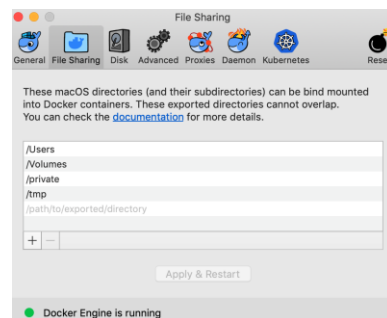 File Sharing
General File Sharing Disk Advanced Proxies Daemon Kubernetes Rese
These macOS directories (and their subdirectories) can be bind mounted
into Docker containers. These exported directories cannot overlap.
You can check the documentation for more details.
/Users
/Volumes
/private
/tmp
/path/to/exported/directory
Apply & Restart
Docker Engine is running